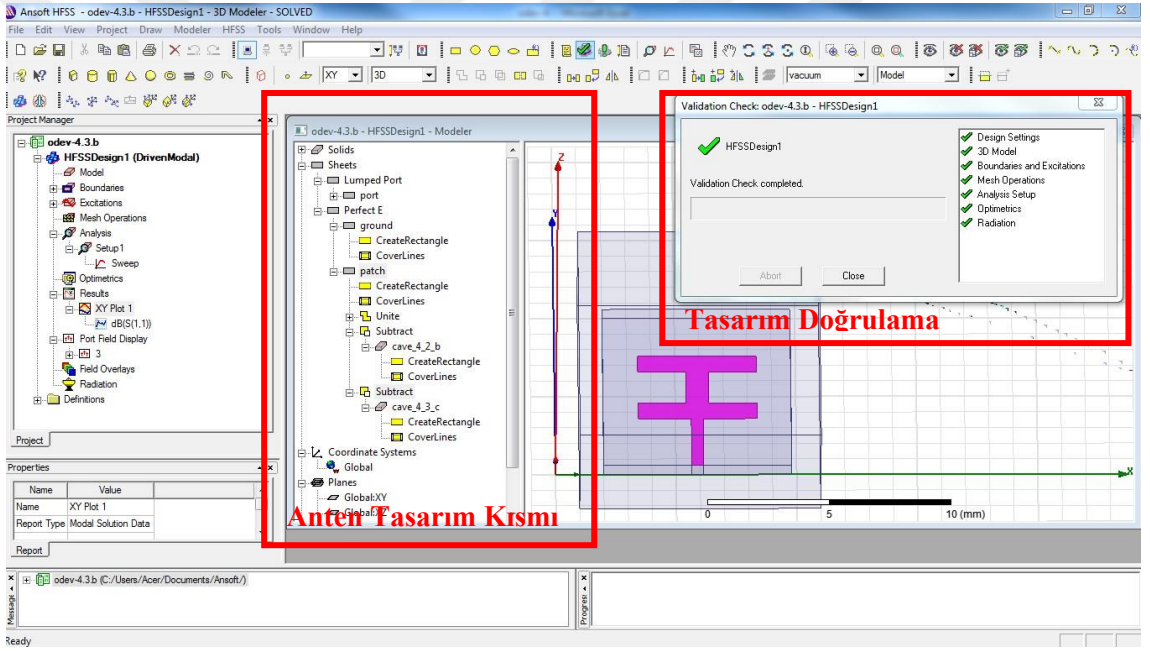 Ansoft HFSS - odev-4.3.b - HFSSDesign1 - 3D Modeler - SOLVED
File Edit View Project Draw Modeler HFSS Tools Window Help
XY 3D vacuum Model
Project Manager
odev-4.3.b
HFSSDesign1 (DrivenModal)
Model
Boundaries
Excitations
Mesh Operations
Analysis
Setup1
Sweep
Optimetrics
Results
XY Plot 1
dB(S(1,1))
Port Field Display
3
Field Overlays
Radiation
Definitions
Project
Properties
Name Value
Name XY Plot 1
Report Type Modal Solution Data
Report
odev-4.3.b - HFSSDesign1 - Modeler
Solids
Sheets
Lumped Port
port
Perfect E
ground
CreateRectangle
CoverLines
patch
CreateRectangle
CoverLines
Unite
Subtract
cave_4_2_b
CreateRectangle
CoverLines
Subtract
cave_4_3_c
CreateRectangle
CoverLines
Coordinate Systems
Global
Planes
Global:XY
Anten Tasarım Kısmı
Z
Y
X
0 5 10 (mm)
Validation Check: odev-4.3.b - HFSSDesign1
HFSSDesign1
Validation Check completed.
Abort Close
Design Settings
3D Model
Boundaries and Excitations
Mesh Operations
Analysis Setup
Optimetrics
Radiation
Tasarım Doğrulama
odev-4.3.b (C:/Users/Acer/Documents/Ansoft/)
Message
Progress
Ready